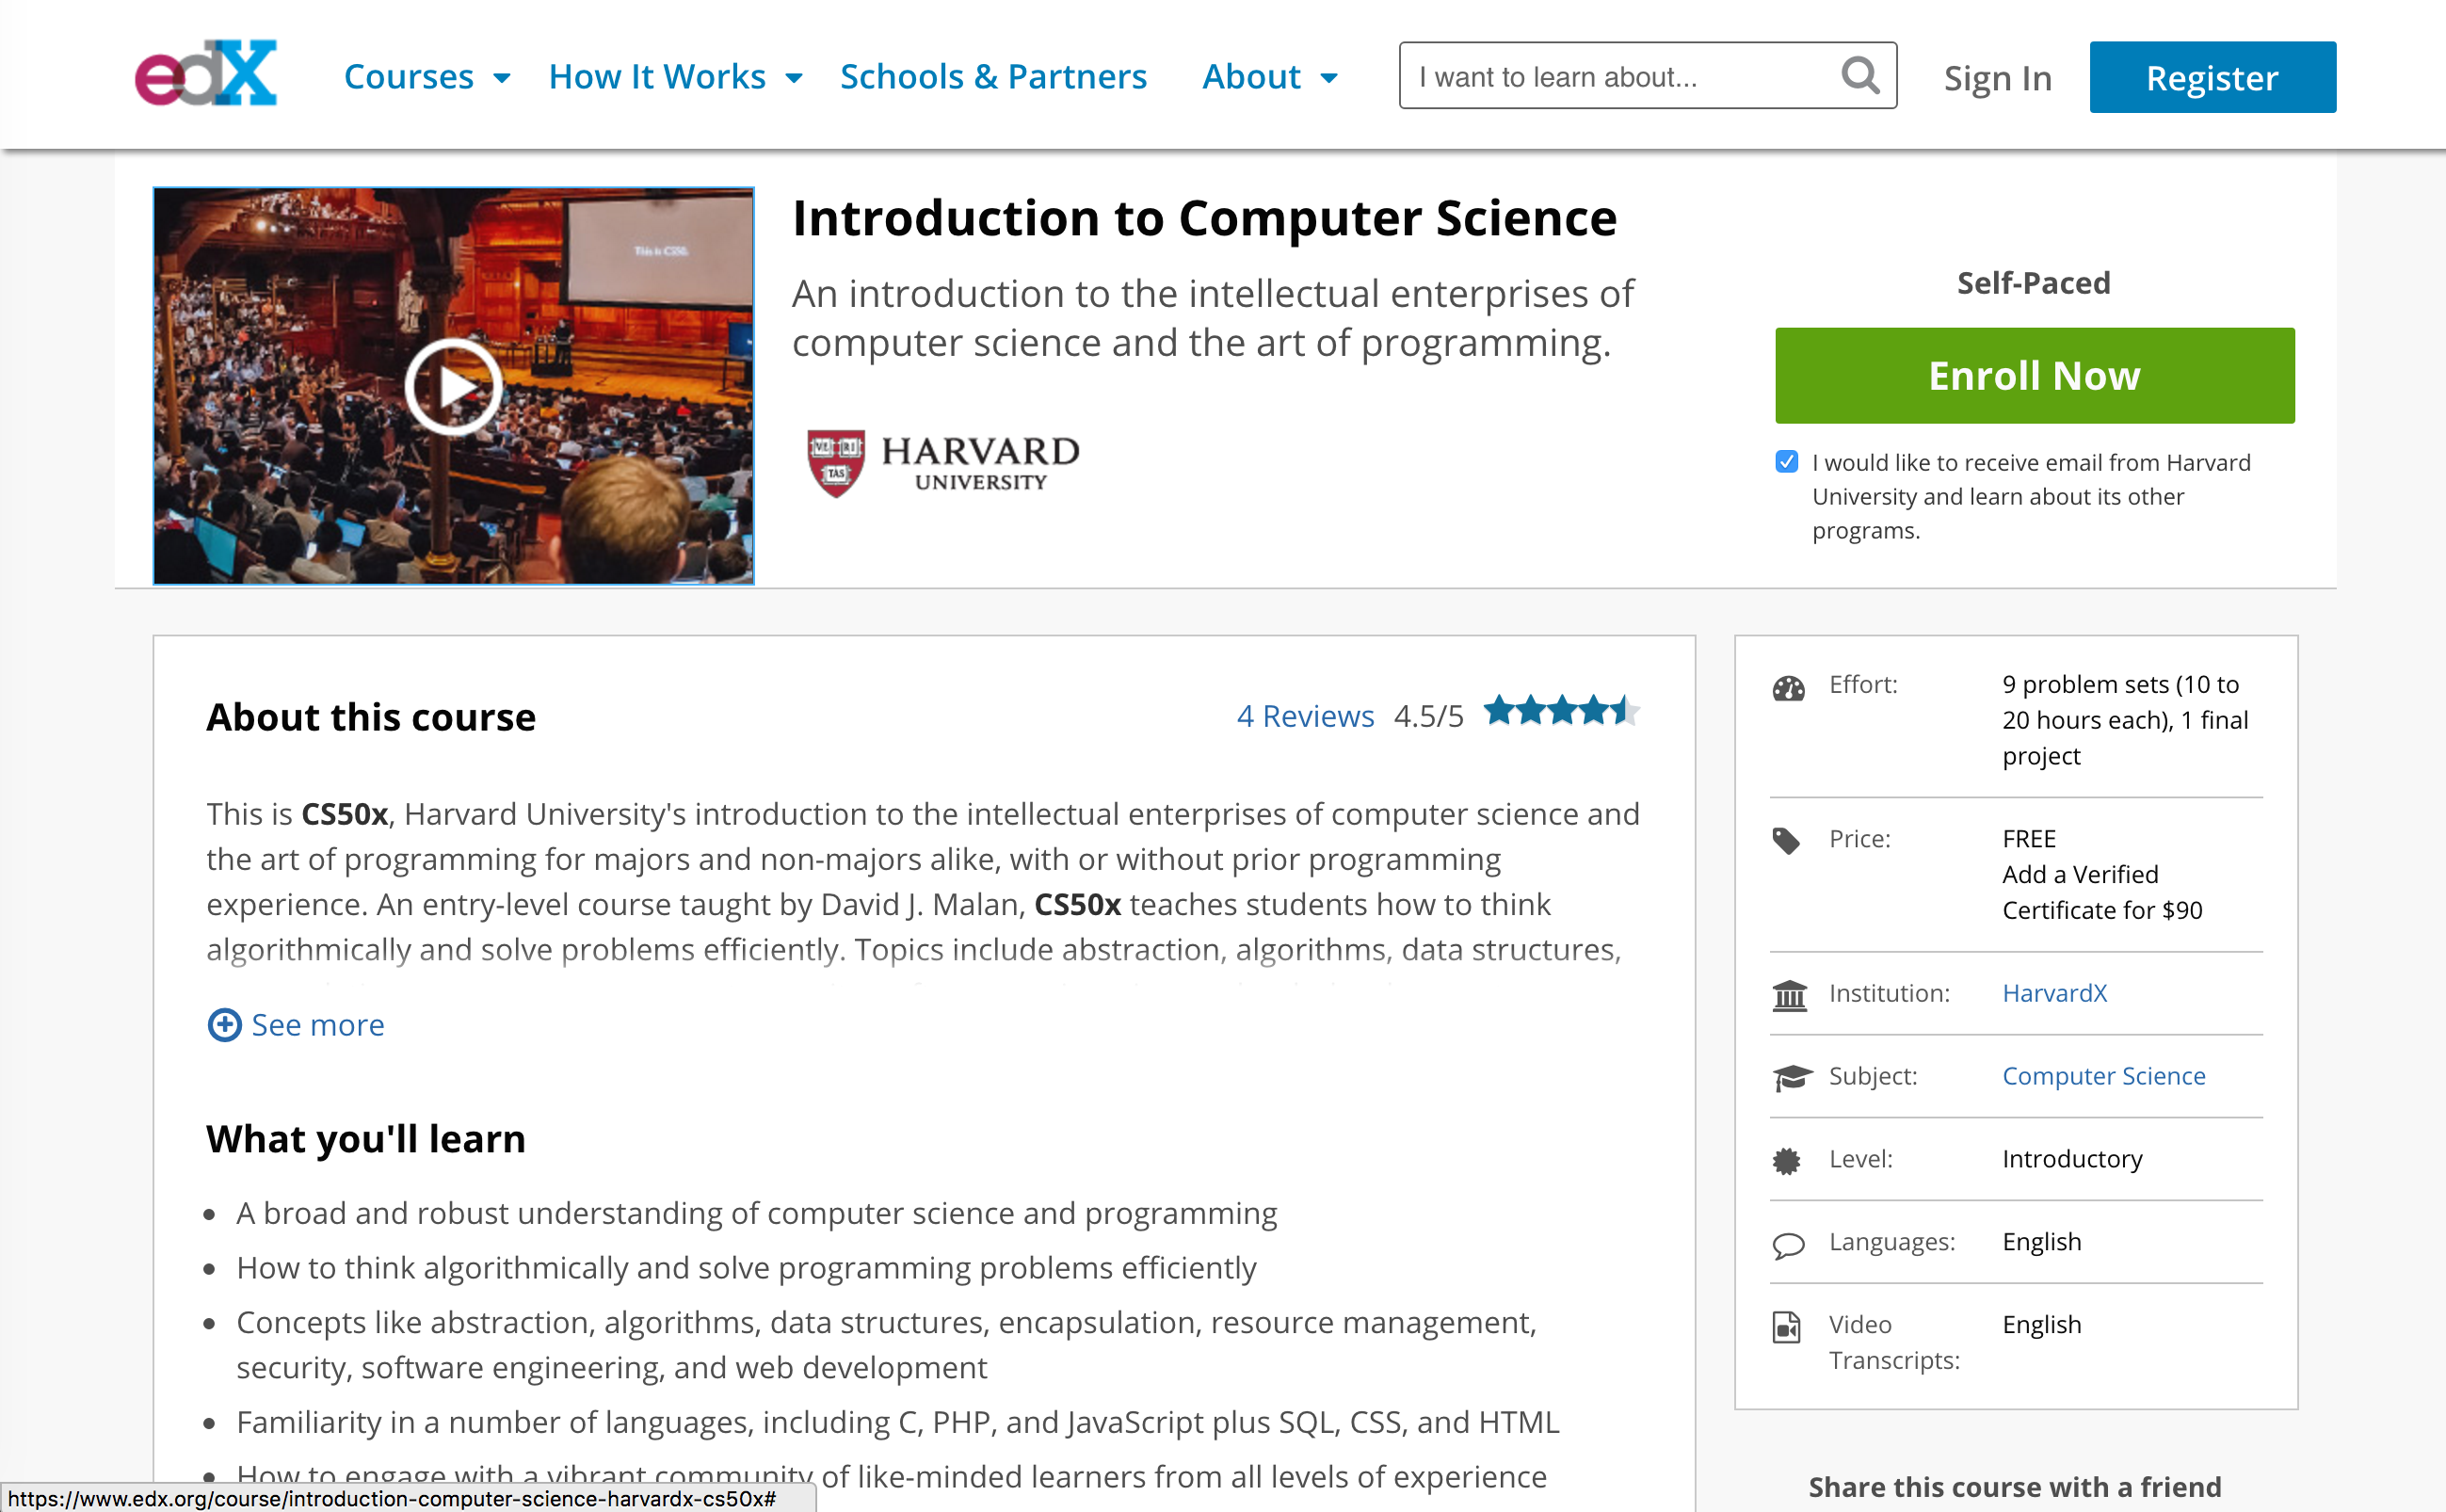 edX
Courses
How It Works
Schools & Partners
About
I want to learn about...
Sign In
Register
This is CS50.
Introduction to Computer Science
An introduction to the intellectual enterprises of
computer science and the art of programming.
VE RI
TAS
HARVARD
UNIVERSITY
Self-Paced
Enroll Now
I would like to receive email from Harvard
University and learn about its other
programs.
About this course
4 Reviews 4.5/5
This is CS50x, Harvard University's introduction to the intellectual enterprises of computer science and
the art of programming for majors and non-majors alike, with or without prior programming
experience. An entry-level course taught by David J. Malan, CS50x teaches students how to think
algorithmically and solve problems efficiently. Topics include abstraction, algorithms, data structures,
See more
What you'll learn
A broad and robust understanding of computer science and programming
How to think algorithmically and solve programming problems efficiently
Concepts like abstraction, algorithms, data structures, encapsulation, resource management,
security, software engineering, and web development
Familiarity in a number of languages, including C, PHP, and JavaScript plus SQL, CSS, and HTML
How to engage with a vibrant community of like-minded learners from all levels of experience
Effort:
9 problem sets (10 to
20 hours each), 1 final
project
Price:
FREE
Add a Verified
Certificate for $90
Institution:
HarvardX
Subject:
Computer Science
Level:
Introductory
Languages:
English
Video
Transcripts:
English
Share this course with a friend
https://www.edx.org/course/introduction-computer-science-harvardx-cs50x#